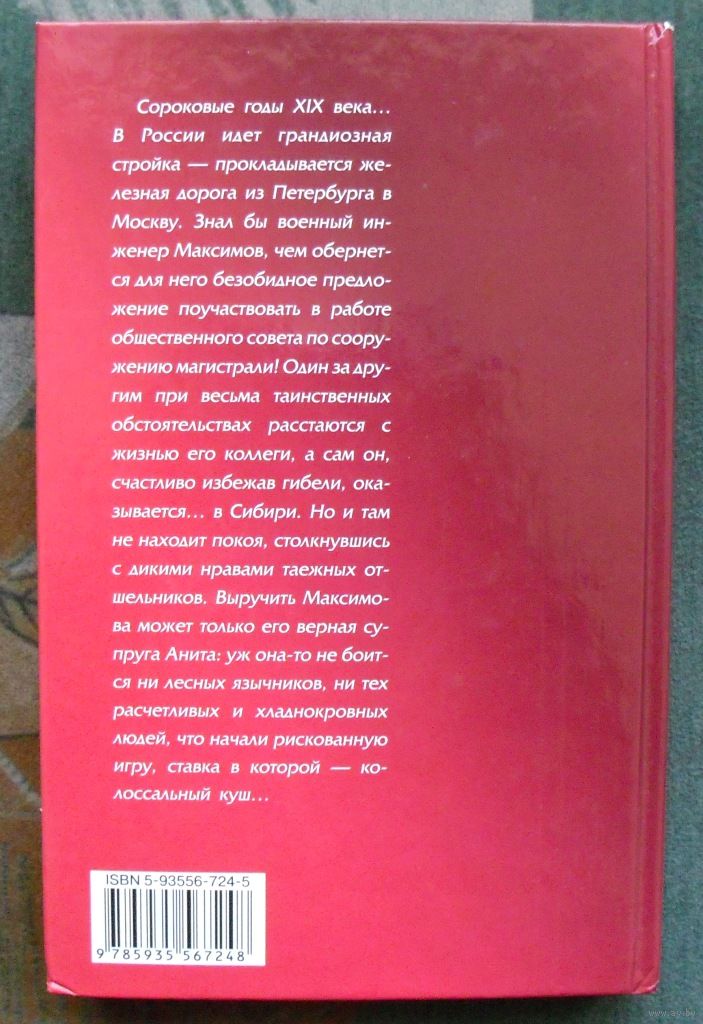 Сороковые годы XIX века...
В России идет грандиозная
стройка — прокладывается же-
лезная дорога из Петербурга в
Москву. Знал бы военный ин-
женер Максимов, чем обернет-
ся для него безобидное предло-
жение поучаствовать в работе
общественного совета по соору-
жению магистрали! Один за дру-
гим при весьма таинственных
обстоятельствах расстаются с
жизнью его коллеги, а сам он,
счастливо избежав гибели, ока-
зывается... в Сибири. Но и там
не находит покоя, столкнувшись
с дикими нравами таежных от-
шельников. Выручить Максимо-
ва может только его верная су-
пруга Анита: уж она-то не боит-
ся ни лесных язычников, ни тех
расчетливых и хладнокровных
людей, что начали рискованную
игру, ставка в которой — ко-
лоссальный куш...
ISBN 5-93556-724-5
9 785935 567248
www.ay.by